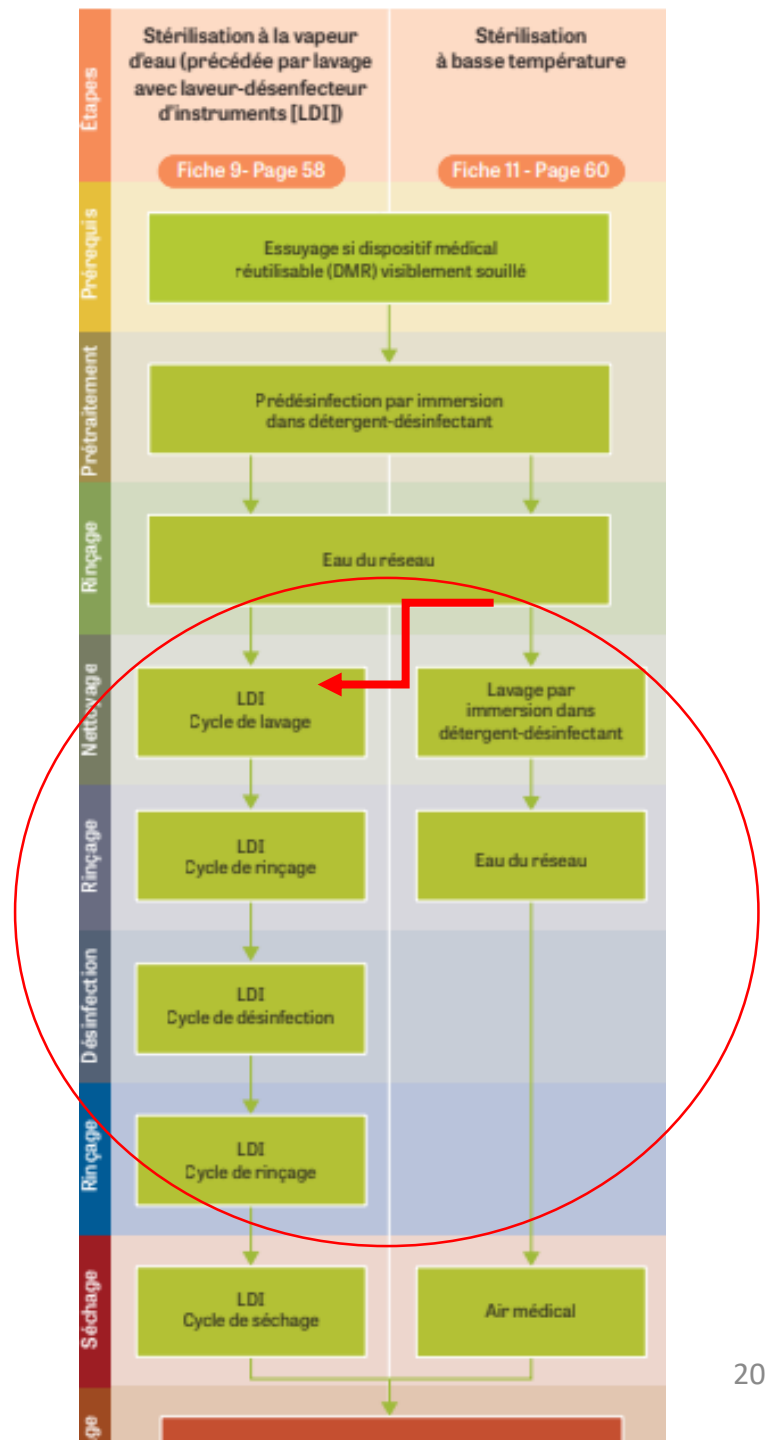 Étapes
Stérilisation à la vapeur
d'eau (précédée par lavage
avec laveur-désenfecteur
d'instruments [LDI])
Fiche 9- Page 58
Stérilisation
à basse température
Fiche 11 - Page 60
Prérequis
Essuyage si dispositif médical
réutilisable (DMR) visiblement souillé
Prétraitement
Prédésinfection par immersion
dans détergent-désinfectant
Rinçage
Eau du réseau
Nettoyage
LDI
Cycle de lavage
Lavage par
immersion dans
détergent-désinfectant
Rinçage
LDI
Cycle de rinçage
Eau du réseau
Désinfection
LDI
Cycle de désinfection
Rinçage
LDI
Cycle de rinçage
Séchage
LDI
Cycle de séchage
Air médical
20